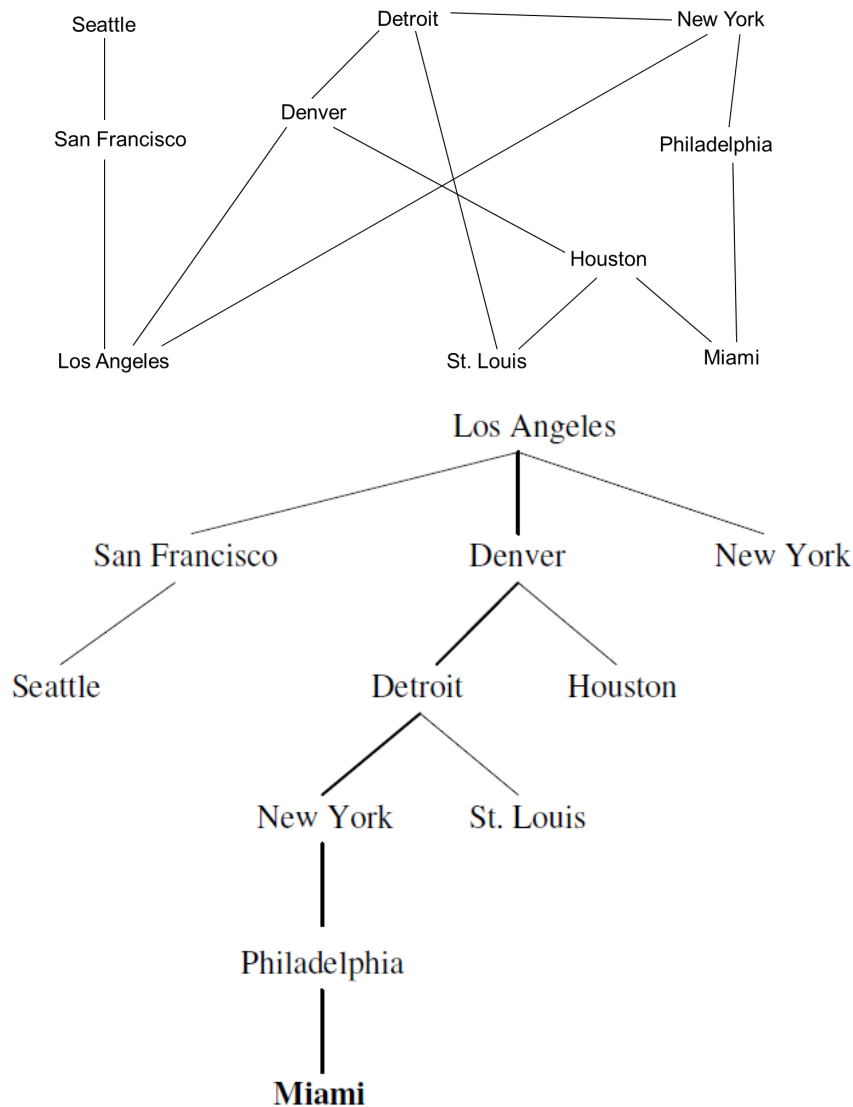 Seattle
Detroit
New York
Denver
San Francisco
Philadelphia
Houston
Los Angeles
St. Louis
Miami
Los Angeles
San Francisco
Denver
New York
Seattle
Detroit
Houston
New York
St. Louis
Philadelphia
Miami